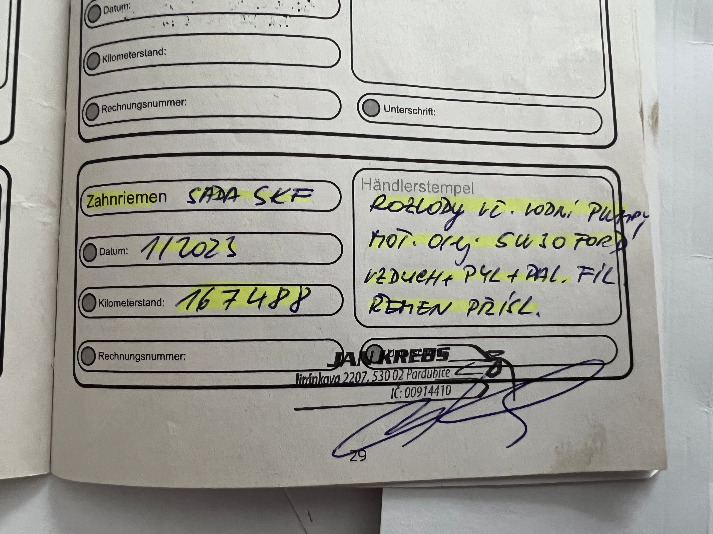 Datum:
Kilometerstand:
Rechnungsnummer:
Unterschrift:
Zahnriemen SADA SKF
Datum: 1/2023
Kilometerstand: 167488
Rechnungsnummer:
Händlerstempel
ROZVODY VČ. VODNÍ PUMPY
MOT. OLEJ 5W30 FORD
VZDUCH + PYL + PAL. FIL
ŘEMEN PŘÍSL.
JAN KREBS
2207, 530 02 Pardubice
IČ: 00914410
29